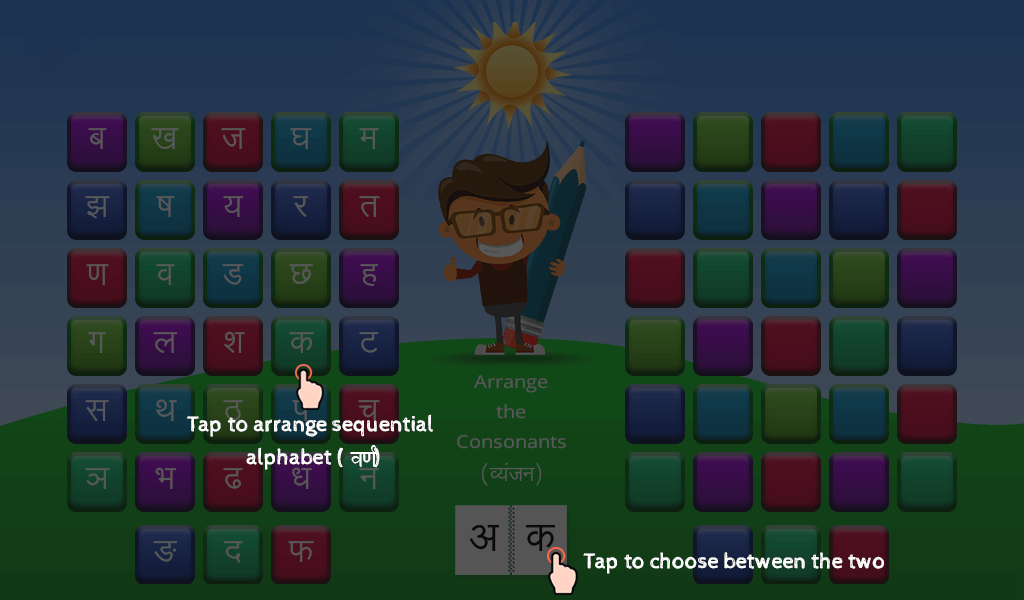 ब ख ज घ म
झ ष य र त
ण व ड छ ह
ग ल श क ट
Arrange
the
Consonants
(व्यंजन)
स थ ठ प च
Tap to arrange sequential
alphabet ( वर्ण)
ञ भ ढ ध न
ङ द फ
अ क
Tap to choose between the two